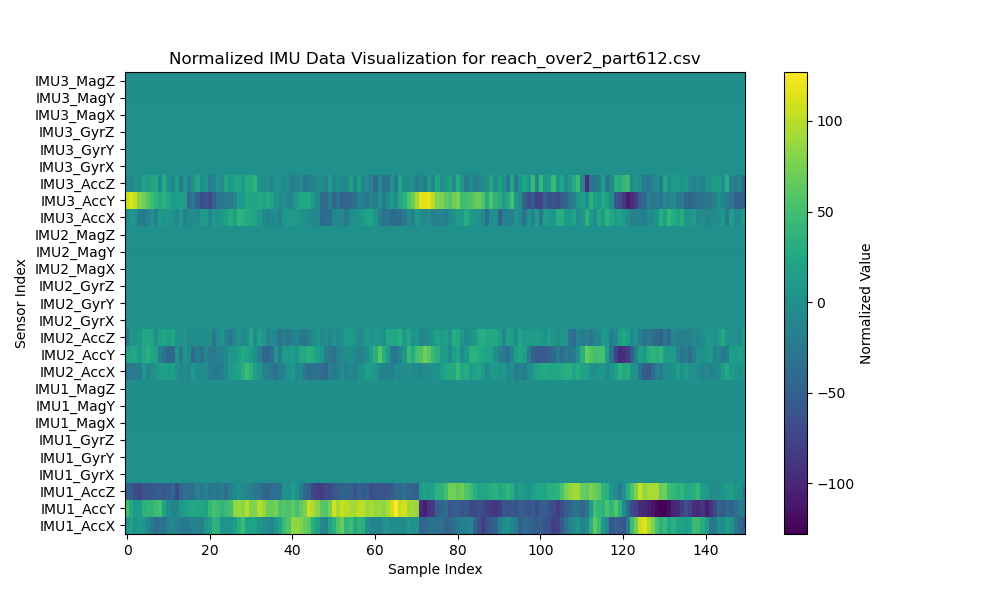 Normalized IMU Data Visualization for reach_over2_part612.csv
IMU3_MagZ
IMU3_MagY
IMU3_MagX
IMU3_GyrZ
IMU3_GyrY
IMU3_GyrX
IMU3_AccZ
IMU3_AccY
IMU3_AccX
IMU2_MagZ
IMU2_MagY
IMU2_MagX
IMU2_GyrZ
IMU2_GyrY
IMU2_GyrX
IMU2_AccZ
IMU2_AccY
IMU2_AccX
IMU1_MagZ
IMU1_MagY
IMU1_MagX
IMU1_GyrZ
IMU1_GyrY
IMU1_GyrX
IMU1_AccZ
IMU1_AccY
IMU1_AccX
Sensor Index
0 20 40 60 80 100 120 140
Sample Index
100
50
0
−50
−100
Normalized Value